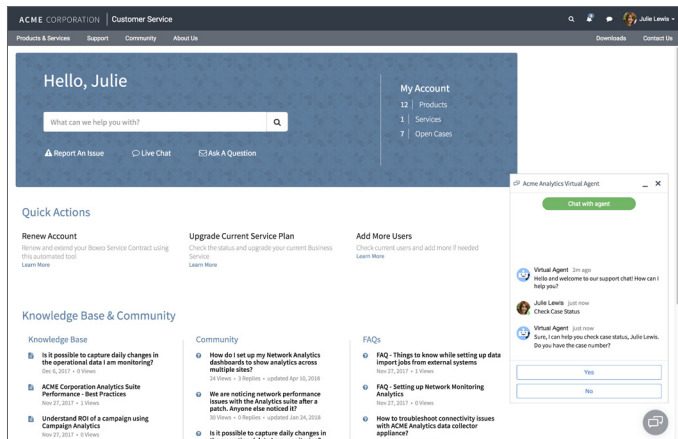 ACME CORPORATION Customer Service
Julie Lewis
Products & Services Support Community About Us Downloads Contact Us
Hello, Julie
What can we help you with?
Report An Issue Live Chat Ask A Question
My Account
12 Products
1 Services
7 Open Cases
Quick Actions
Renew Account
Renew and extend your Boxeo Service Contract using
this automated tool
Learn More
Upgrade Current Service Plan
Check the status and upgrade your current Business
Service
Learn More
Add More Users
Check current users and add more if needed
Learn More
Knowledge Base & Community
Knowledge Base
Is it possible to capture daily changes in
the operational data I am monitoring?
Dec 6, 2017 • 0 Views
ACME Corporation Analytics Suite
Performance - Best Practices
Nov 27, 2017 • 1 Views
Understand ROI of a campaign using
Campaign Analytics
Nov 27, 2017 • 0 Views
Community
How do I set up my Network Analytics
dashboards to show analytics across
multiple sites?
24 Views • 3 Replies • updated Apr 10, 2018
We are noticing network performance
issues with the Analytics suite after a
patch. Anyone else noticed it?
30 Views • 0 Replies • updated Jan 24, 2018
Is it possible to capture daily changes in
FAQs
FAQ - Things to know while setting up data
import jobs from external systems
Nov 27, 2017 • 1 Views
FAQ - Setting up Network Monitoring
Analytics
Nov 27, 2017 • 0 Views
How to troubleshoot connectivity issues
with ACME Analytics data collector
appliance?
Acme Analytics Virtual Agent
Chat with agent
Virtual Agent 2m ago
Hello and welcome to our support chat! How can I
help you?
Julie Lewis just now
Check Case Status
Virtual Agent just now
Sure, I can help you check case status, Julie Lewis.
Do you have the case number?
Yes
No